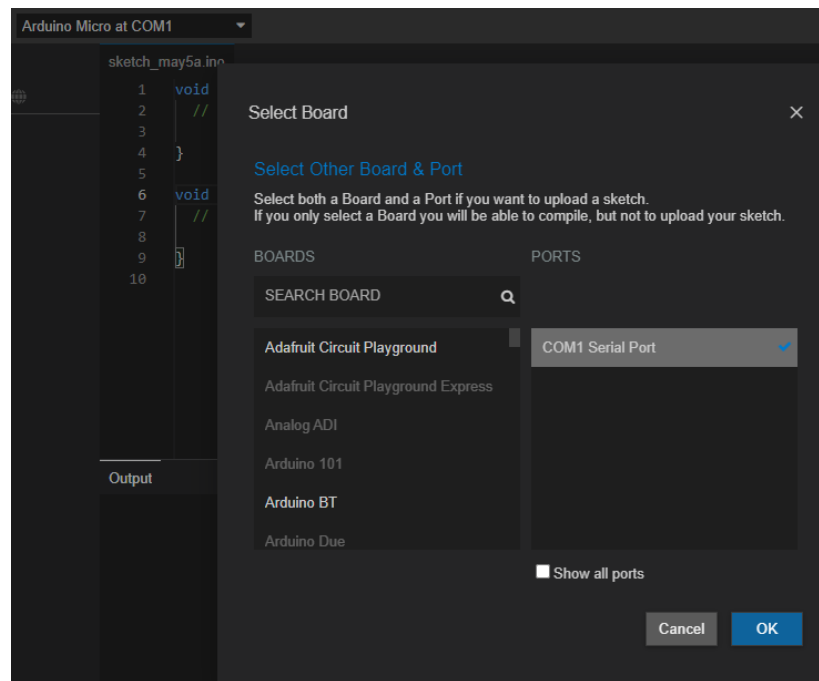 Arduino Micro at COM1
sketch_may5a.ino
1 void
2 //
3
4 }
5
6 void
7 //
8
9 }
10
Output
Select Board
Select Other Board & Port
Select both a Board and a Port if you want to upload a sketch.
If you only select a Board you will be able to compile, but not to upload your sketch.
BOARDS
SEARCH BOARD
Adafruit Circuit Playground
Adafruit Circuit Playground Express
Analog ADI
Arduino 101
Arduino BT
Arduino Due
PORTS
COM1 Serial Port
Show all ports
Cancel
OK